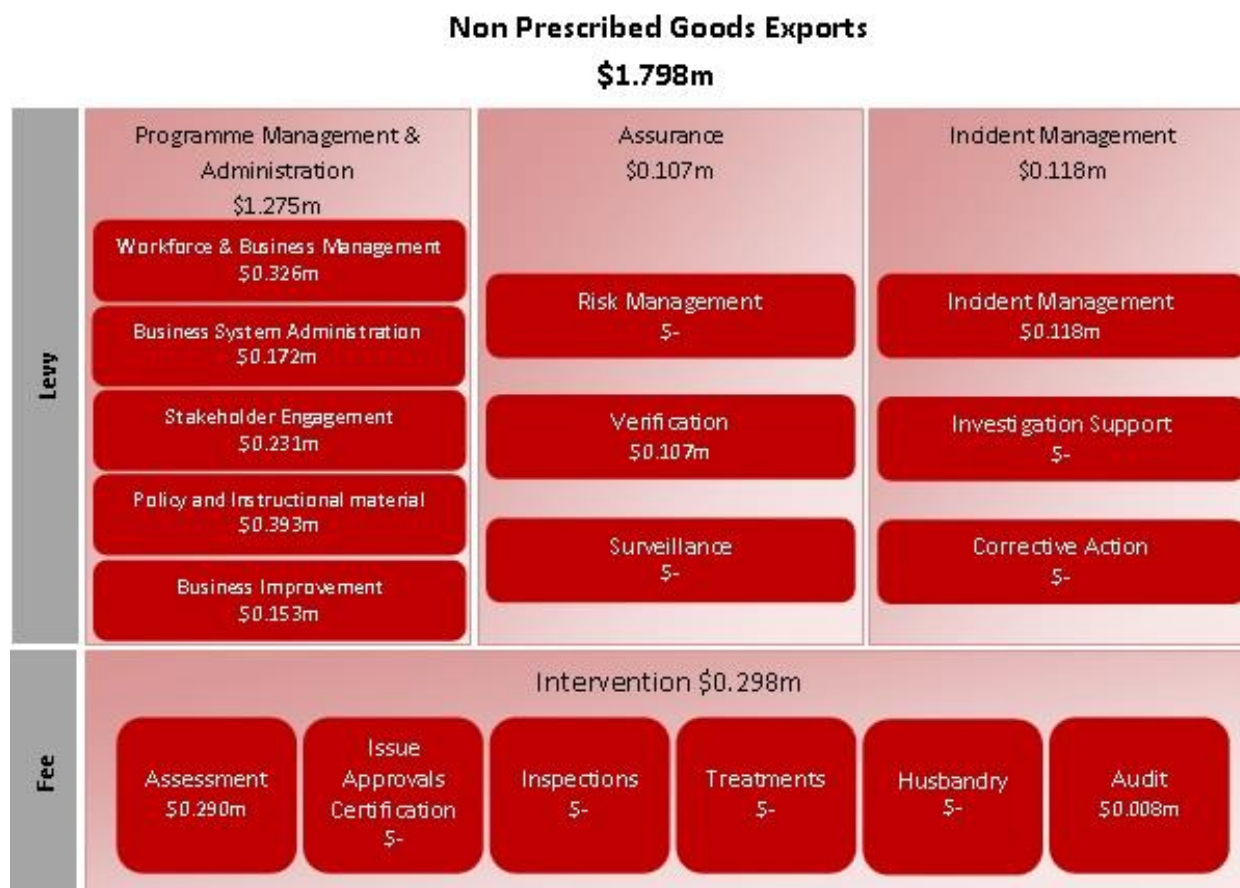 Non Prescribed Goods Exports
$1.798m
Levy
Programme Management &
Administration
$1.275m
Workforce & Business Management
$0.326m
Business System Administration
$0.172m
Stakeholder Engagement
$0.231m
Policy and Instructional material
$0.393m
Business Improvement
$0.153m
Assurance
$0.107m
Risk Management
$-
Verification
$0.107m
Surveillance
$-
Incident Management
$0.118m
Incident Management
$0.118m
Investigation Support
$-
Corrective Action
$-
Fee
Intervention $0.298m
Assessment
$0.290m
Issue
Approvals
Certification
$-
Inspections
$-
Treatments
$-
Husbandry
$-
Audit
$0.008m